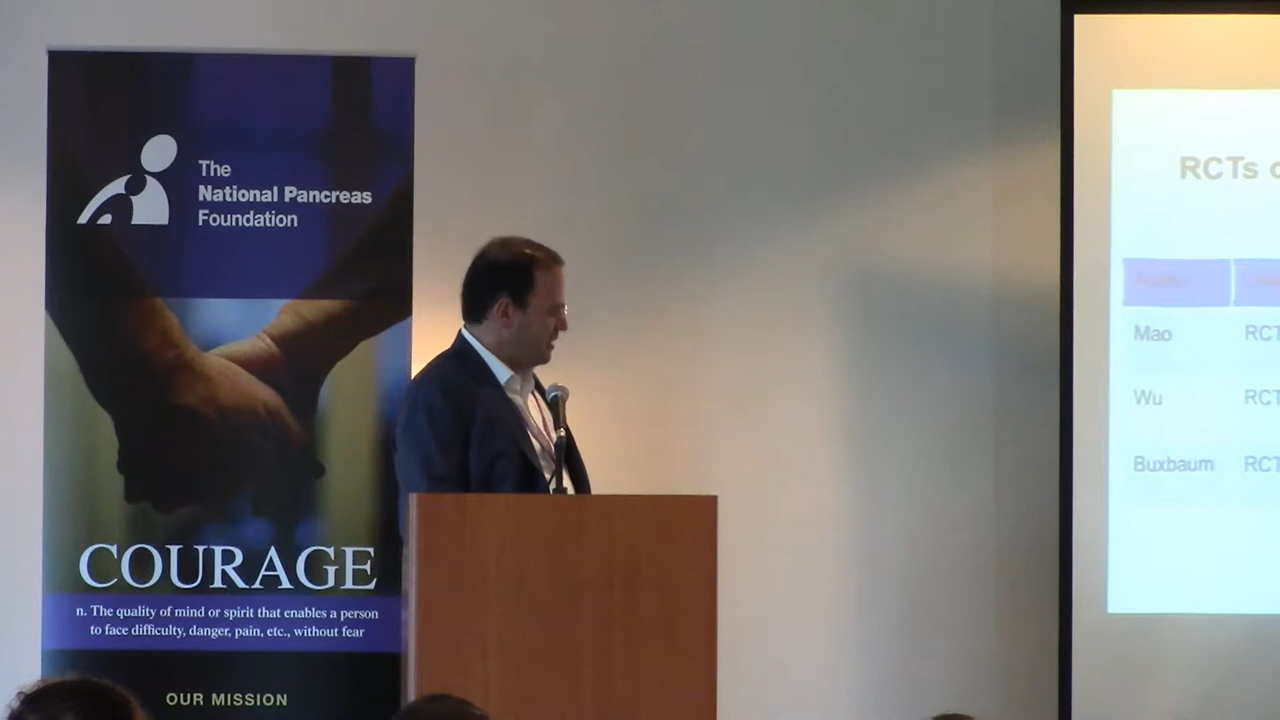 The
National Pancreas
Foundation
COURAGE
n. The quality of mind or spirit that enables a person
to face difficulty, danger, pain, etc., without fear
OUR MISSION
RCTs
Mao RCT
Wu RCT
Buxbaum RCT